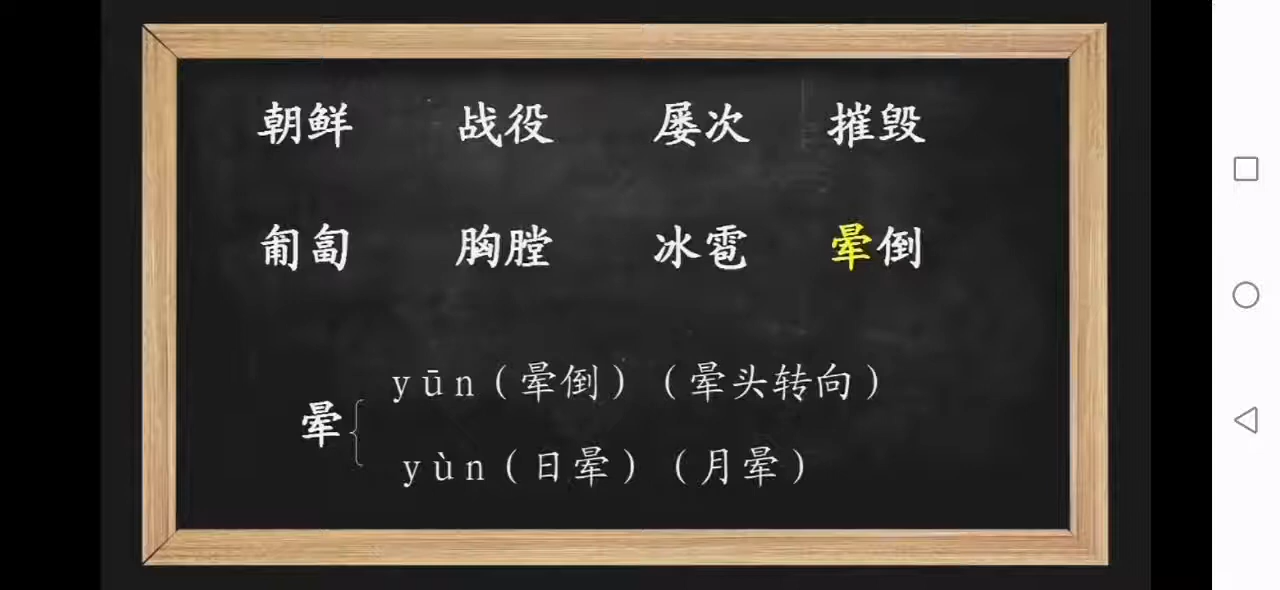 朝鲜 战役 屡次 摧毁
匍匐 胸膛 冰雹 晕倒
yūn（晕倒）（晕头转向）
晕
yùn（日晕）（月晕）